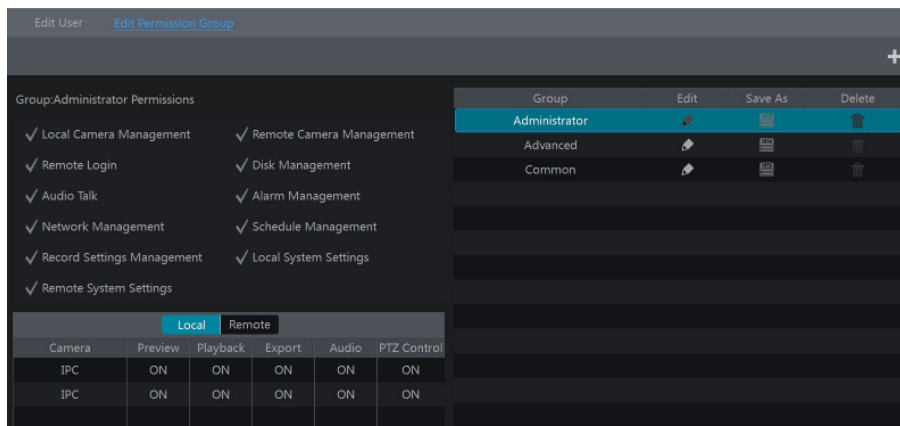 Edit User Edit Permission Group
+
Group:Administrator Permissions
Local Camera Management Remote Camera Management
Remote Login Disk Management
Audio Talk Alarm Management
Network Management Schedule Management
Record Settings Management Local System Settings
Remote System Settings
Local Remote
Camera Preview Playback Export Audio PTZ Control
IPC ON ON ON ON ON
IPC ON ON ON ON ON
Group Edit Save As Delete
Administrator
Advanced
Common